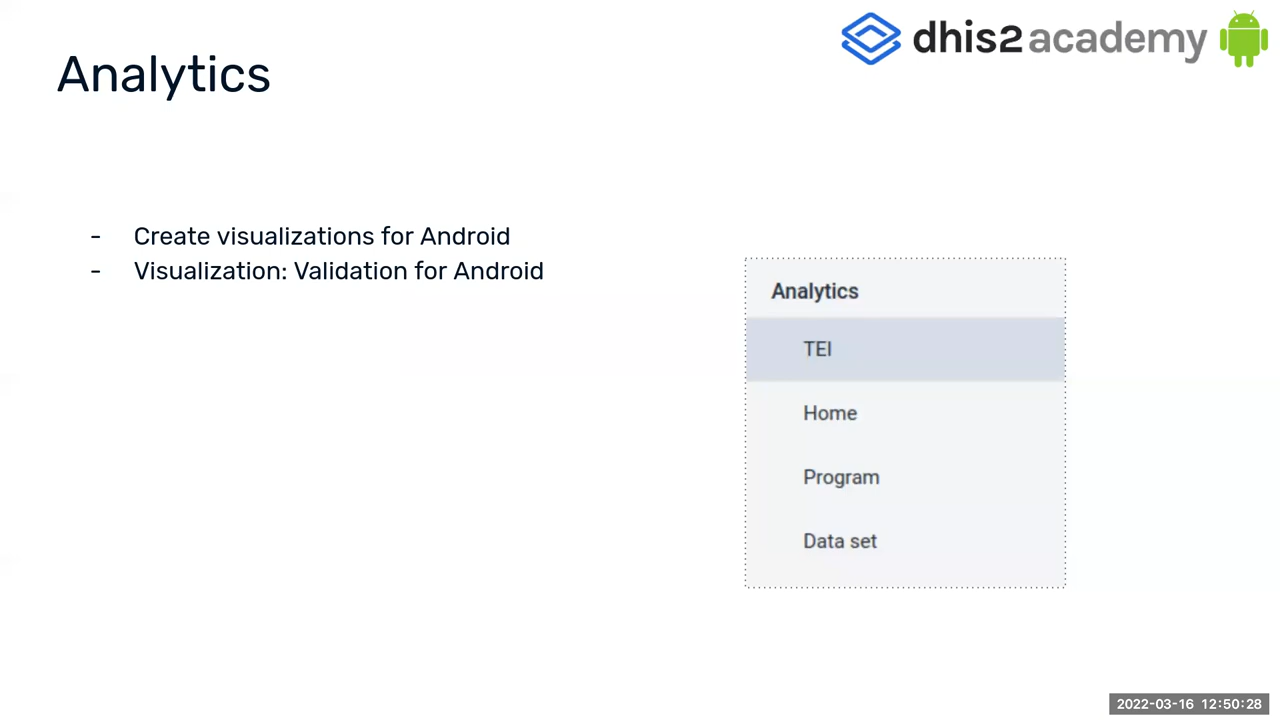 dhis2 academy
Analytics
- Create visualizations for Android
- Visualization: Validation for Android
Analytics
TEI
Home
Program
Data set
2022-03-16 12:50:28